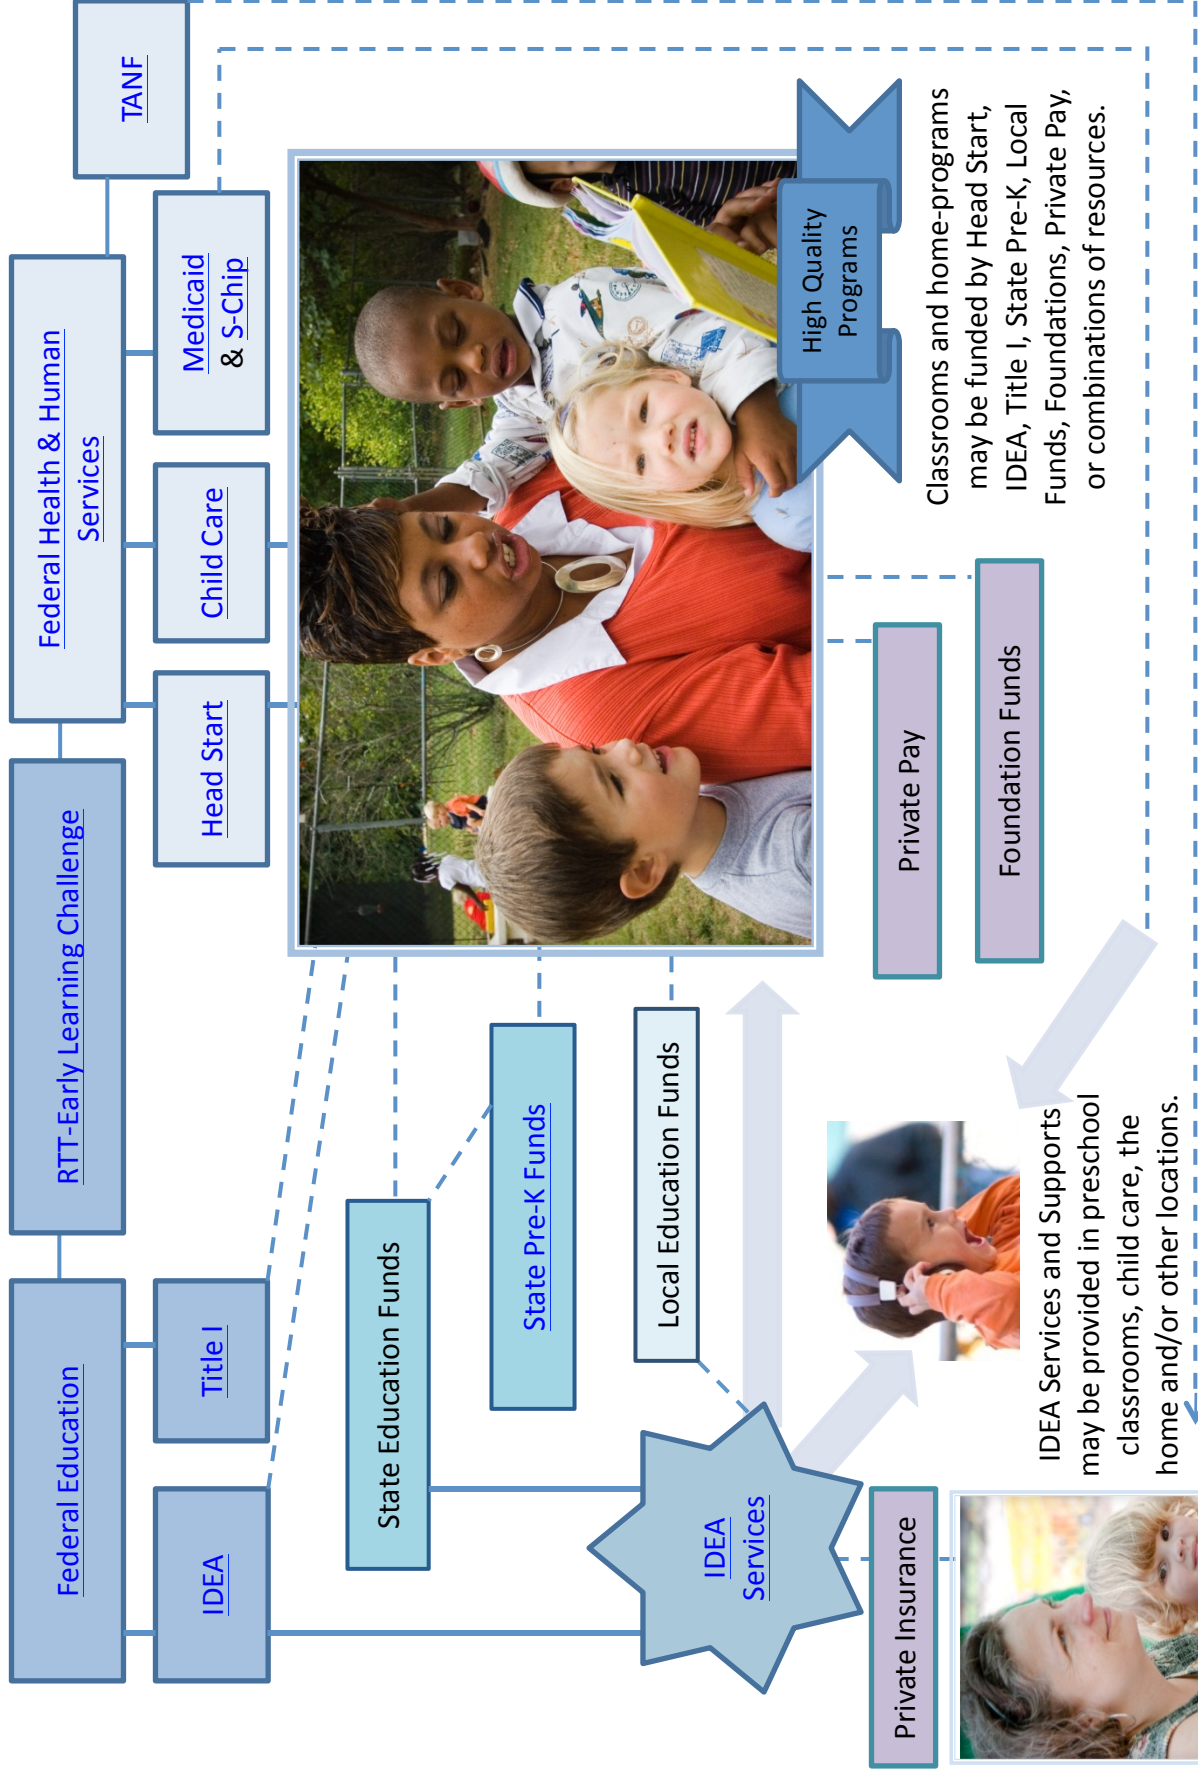 Federal Education
RTT-Early Learning Challenge
Federal Health & Human
Services
TANF
IDEA
Title I
Head Start
Child Care
Medicaid
& S-Chip
State Education Funds
State Pre-K Funds
Local Education Funds
IDEA
Services
High Quality
Programs
Private Pay
Foundation Funds
Classrooms and home-programs
may be funded by Head Start,
IDEA, Title I, State Pre-K, Local
Funds, Foundations, Private Pay,
or combinations of resources.
Private Insurance
IDEA Services and Supports
may be provided in preschool
classrooms, child care, the
home and/or other locations.